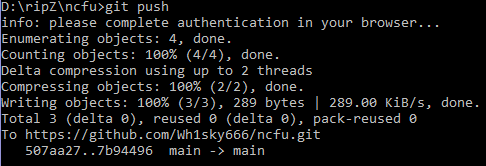 D:\ripZ\ncfu>git push
info: please complete authentication in your browser...
Enumerating objects: 4, done.
Counting objects: 100% (4/4), done.
Delta compression using up to 2 threads
Compressing objects: 100% (2/2), done.
Writing objects: 100% (3/3), 289 bytes | 289.00 KiB/s, done.
Total 3 (delta 0), reused 0 (delta 0), pack-reused 0
To https://github.com/Wh1sky666/ncfu.git
   507aa27..7b94496  main -> main